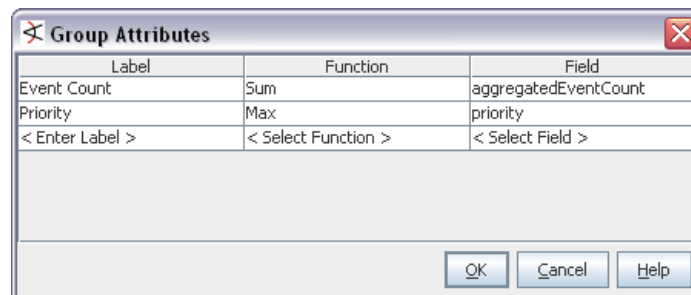 Group Attributes
Label Function Field
Event Count Sum aggregatedEventCount
Priority Max priority
< Enter Label > < Select Function > < Select Field >
OK Cancel Help